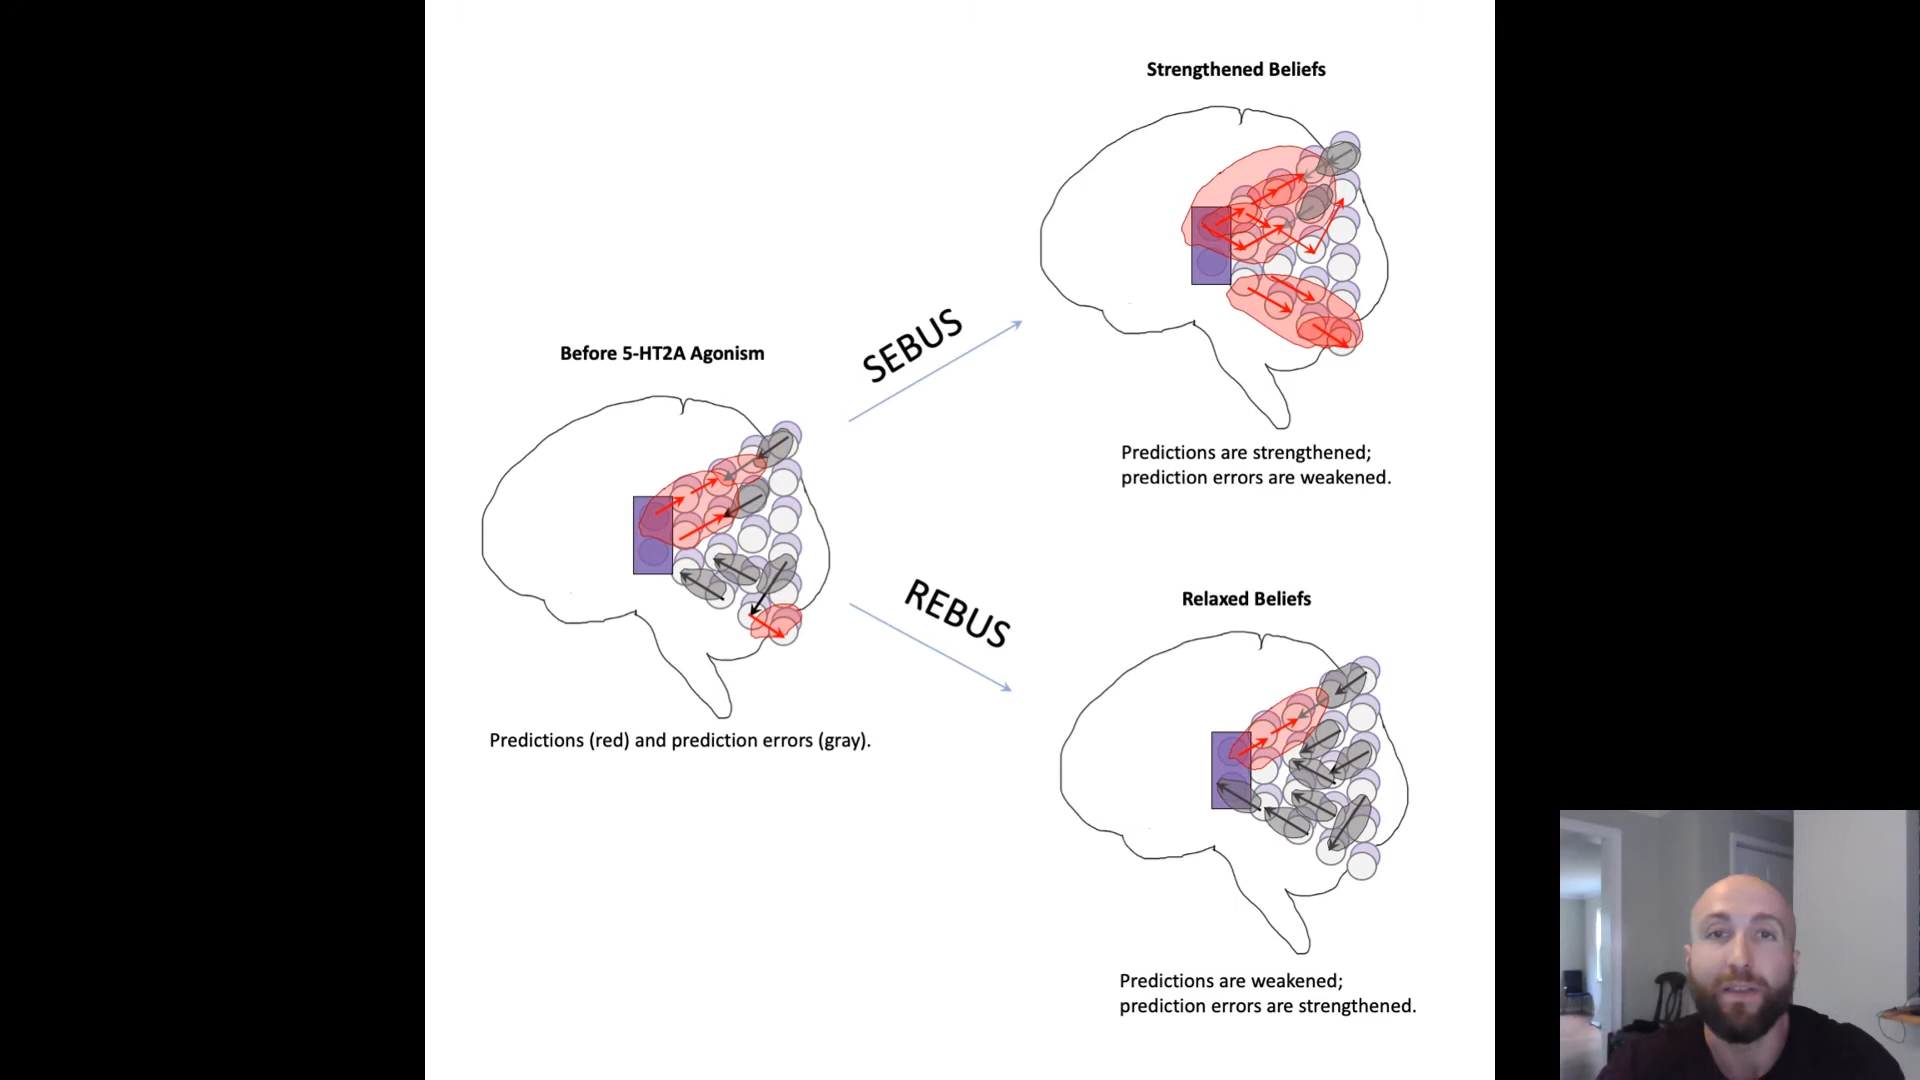 Strengthened Beliefs
SEBUS
Before 5-HT2A Agonism
Predictions are strengthened;
prediction errors are weakened.
REBUS
Relaxed Beliefs
Predictions (red) and prediction errors (gray).
Predictions are weakened;
prediction errors are strengthened.